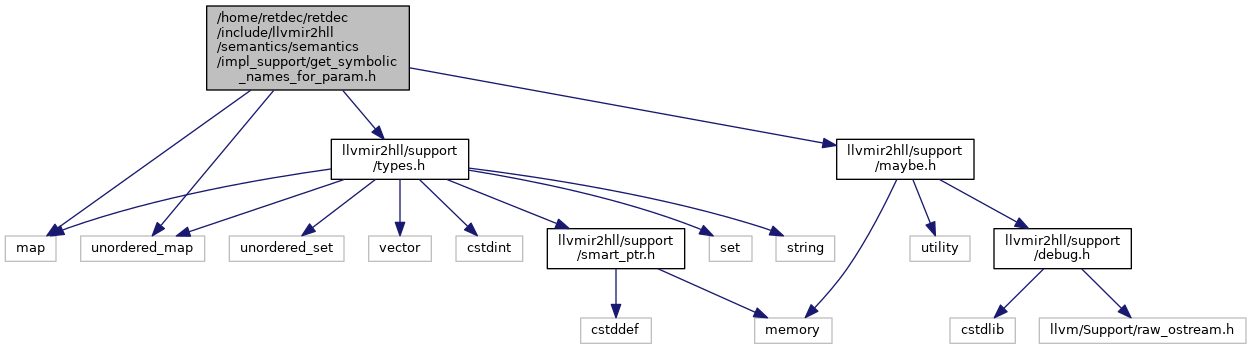 /home/retdec/retdec
/include/llvmir2hll
/semantics/semantics
/impl_support/get_symbolic
_names_for_param.h
llvmir2hll/support
/types.h
llvmir2hll/support
/maybe.h
map
unordered_map
unordered_set
vector
cstdint
llvmir2hll/support
/smart_ptr.h
set
string
utility
llvmir2hll/support
/debug.h
cstddef
memory
cstdlib
llvm/Support/raw_ostream.h